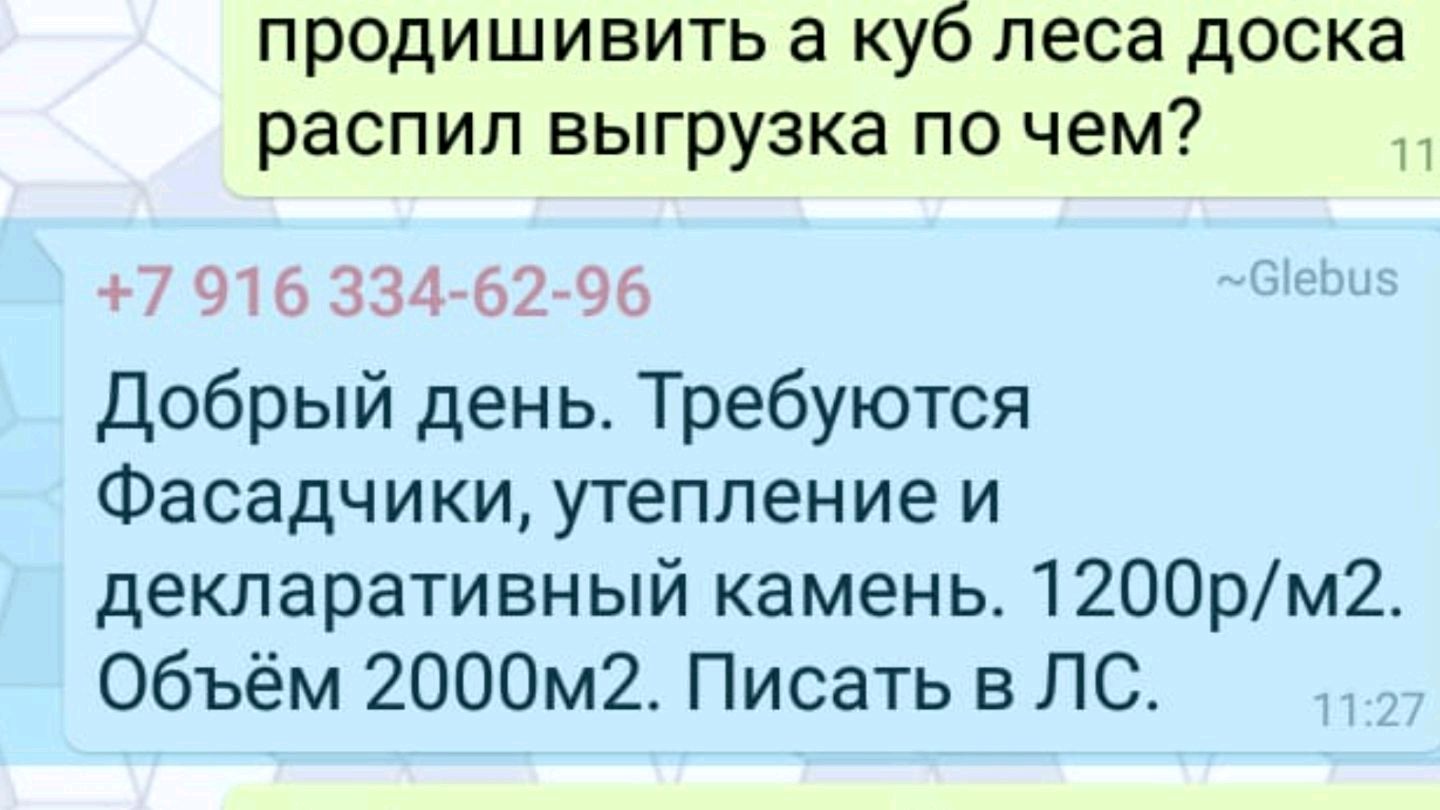 продишивить а куб леса доска
распил выгрузка по чем?
11
+7 916 334-62-96 ~Glebus
Добрый день. Требуются
Фасадчики, утепление и
декларативный камень. 1200р/м2.
Объём 2000м2. Писать в ЛС.
11:27